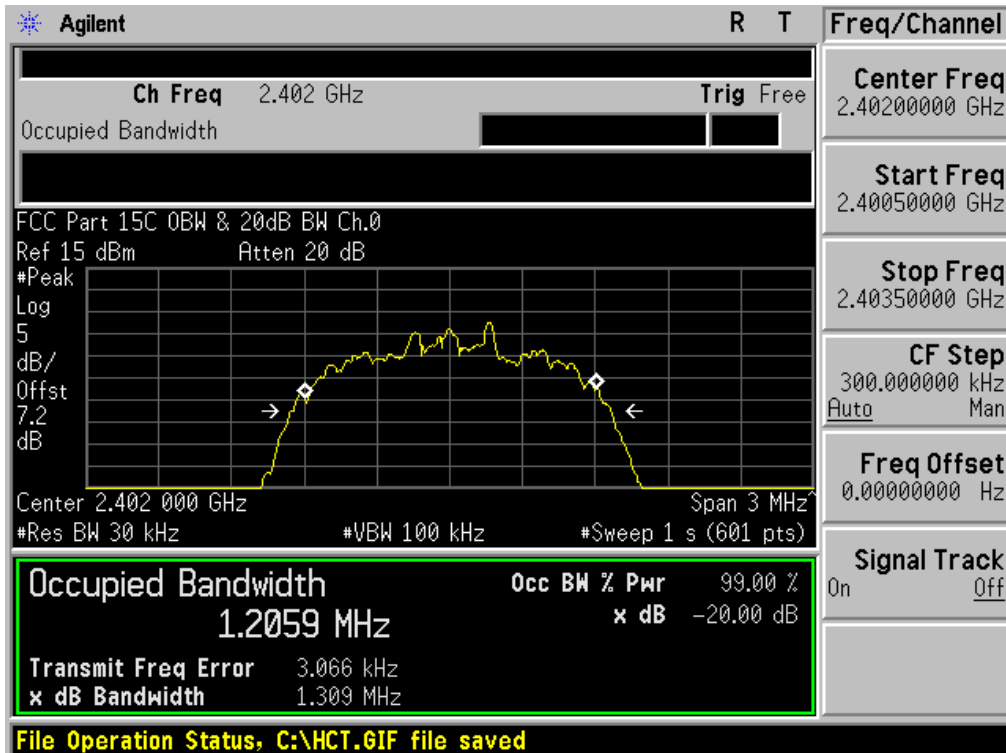 Agilent R T
Freq/Channel
Ch Freq 2.402 GHz Trig Free
Occupied Bandwidth
Center Freq
2.40200000 GHz
Start Freq
2.40050000 GHz
Stop Freq
2.40350000 GHz
CF Step
300.000000 kHz
Auto Man
Freq Offset
0.00000000 Hz
Signal Track
On Off
FCC Part 15C OBW & 20dB BW Ch.0
Ref 15 dBm Atten 20 dB
#Peak
Log
5
dB/
Offst
7.2
dB
Center 2.402 000 GHz Span 3 MHz^
#Res BW 30 kHz #VBW 100 kHz #Sweep 1 s (601 pts)
Occupied Bandwidth Occ BW % Pwr 99.00 %
1.2059 MHz x dB -20.00 dB
Transmit Freq Error 3.066 kHz
x dB Bandwidth 1.309 MHz
File Operation Status, C:\HCT.GIF file saved